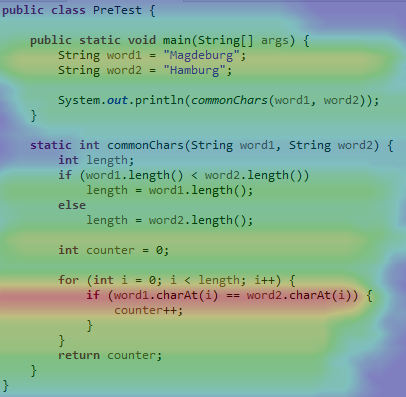 public class PreTest {
public static void main(String[] args) {
String word1 = "Magdeburg";
String word2 = "Hamburg";
System.out.println(commonChars(word1, word2));
}
static int commonChars(String word1, String word2) {
int length;
if (word1.length() < word2.length())
length = word1.length();
else
length = word2.length();
int counter = 0;
for (int i = 0; i < length; i++) {
if (word1.charAt(i) == word2.charAt(i)) {
counter++;
}
}
return counter;
}
}